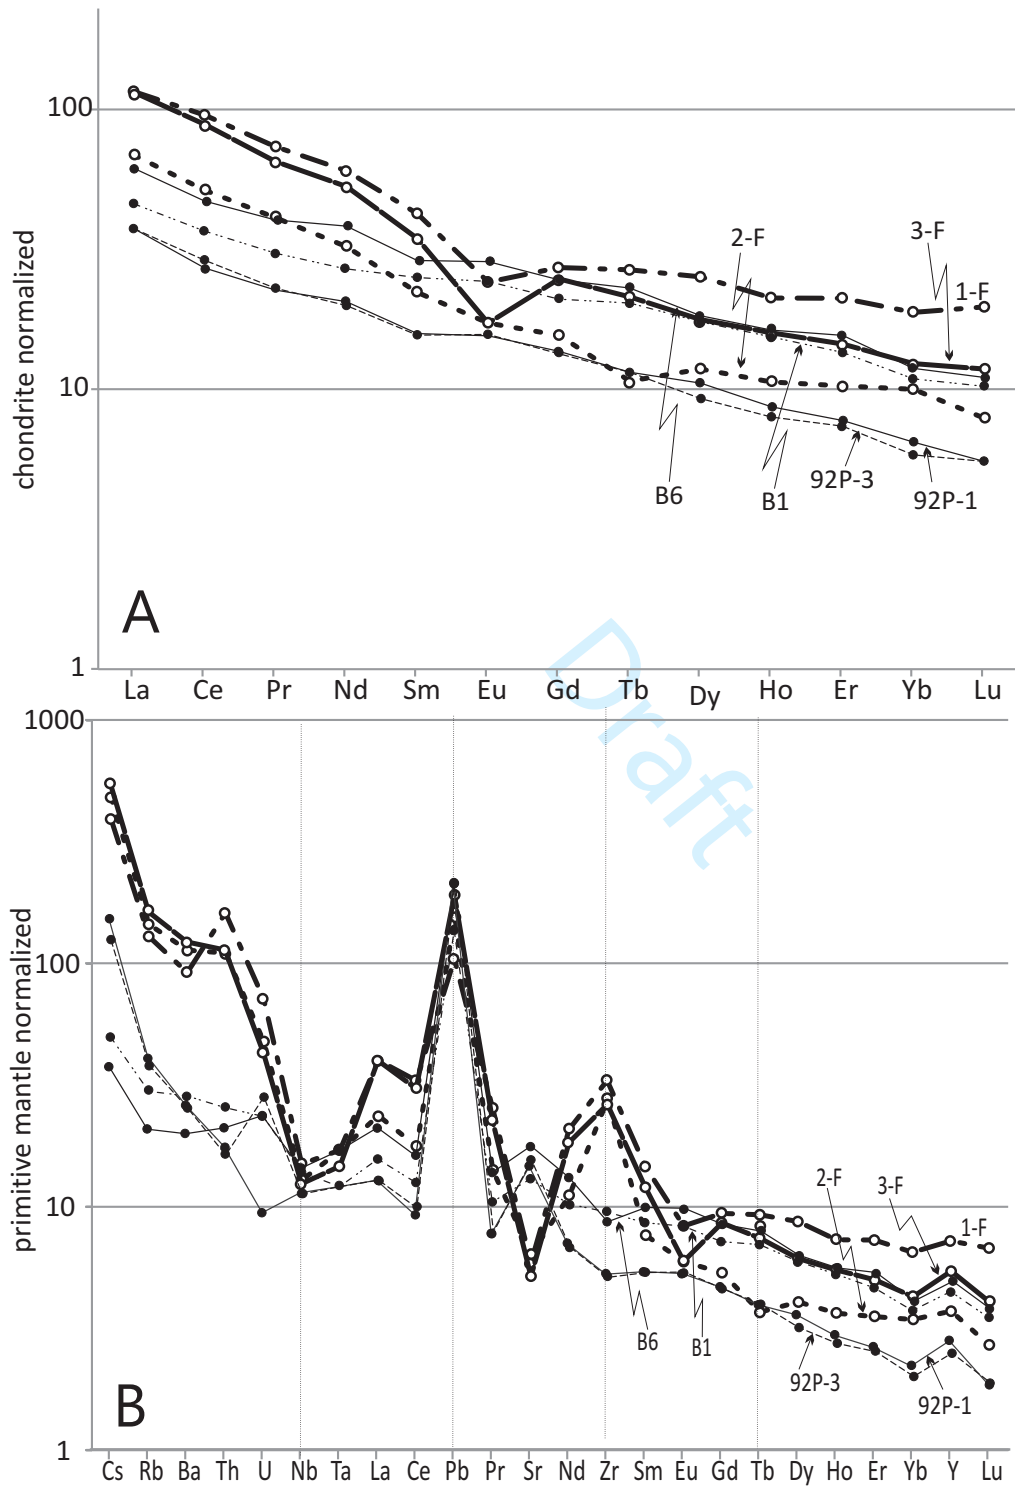 100
chondrite normalized
2-F
3-F
1-F
10
B6
B1
92P-3
92P-1
A
1
La Ce Pr Nd Sm Eu Gd Tb Dy Ho Er Yb Lu
Draft
1000
primitive mantle normalized
100
10
2-F
3-F
1-F
B6
B1
92P-3
92P-1
B
1
Cs Rb Ba Th U Nb Ta La Ce Pb Pr Sr Nd Zr Sm Eu Gd Tb Dy Ho Er Yb Y Lu